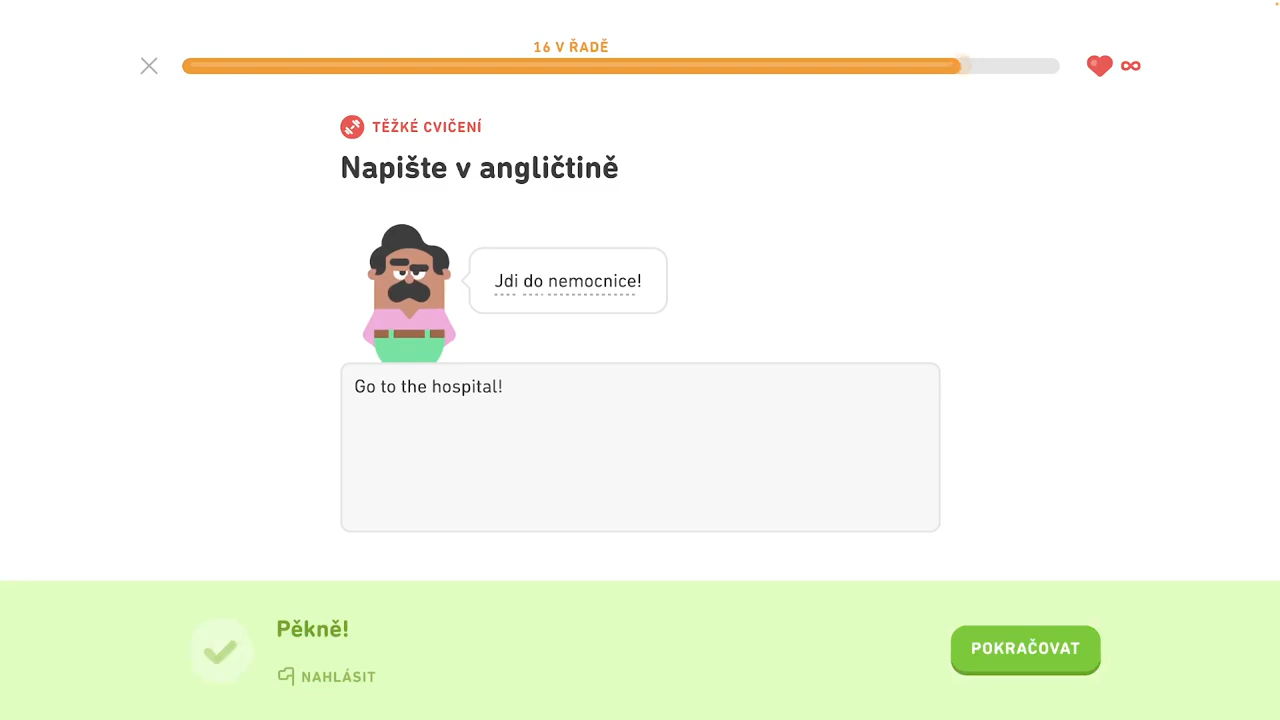 16 V ŘADĚ
∞
TĚŽKÉ CVIČENÍ
Napište v angličtině
Jdi do nemocnice!
Go to the hospital!
Pěkně!
NAHLÁSIT
POKRAČOVAT